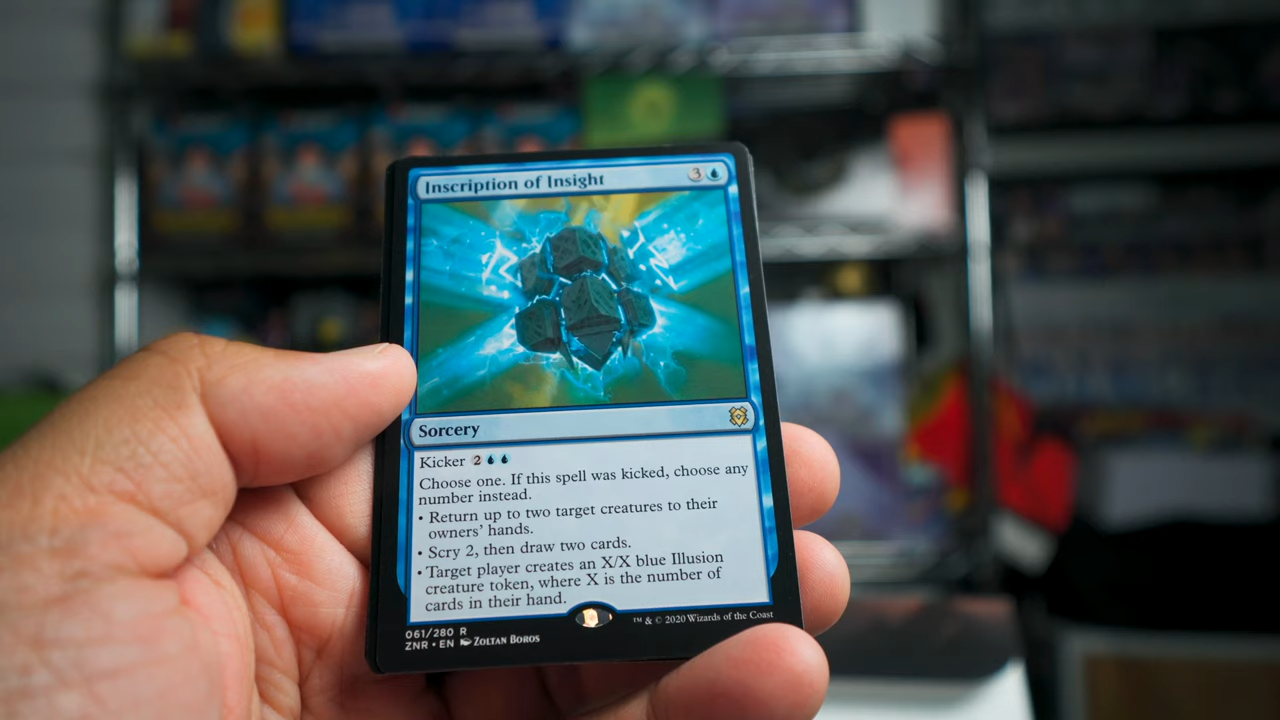 Inscription of Insight 3
Sorcery
Kicker 2
Choose one. If this spell was kicked, choose any
number instead.
• Return up to two target creatures to their
owners' hands.
• Scry 2, then draw two cards.
• Target player creates an X/X blue Illusion
creature token, where X is the number of
cards in their hand.
061/280 R
ZNR • EN Zoltan Boros
™ & © 2020 Wizards of the Coast